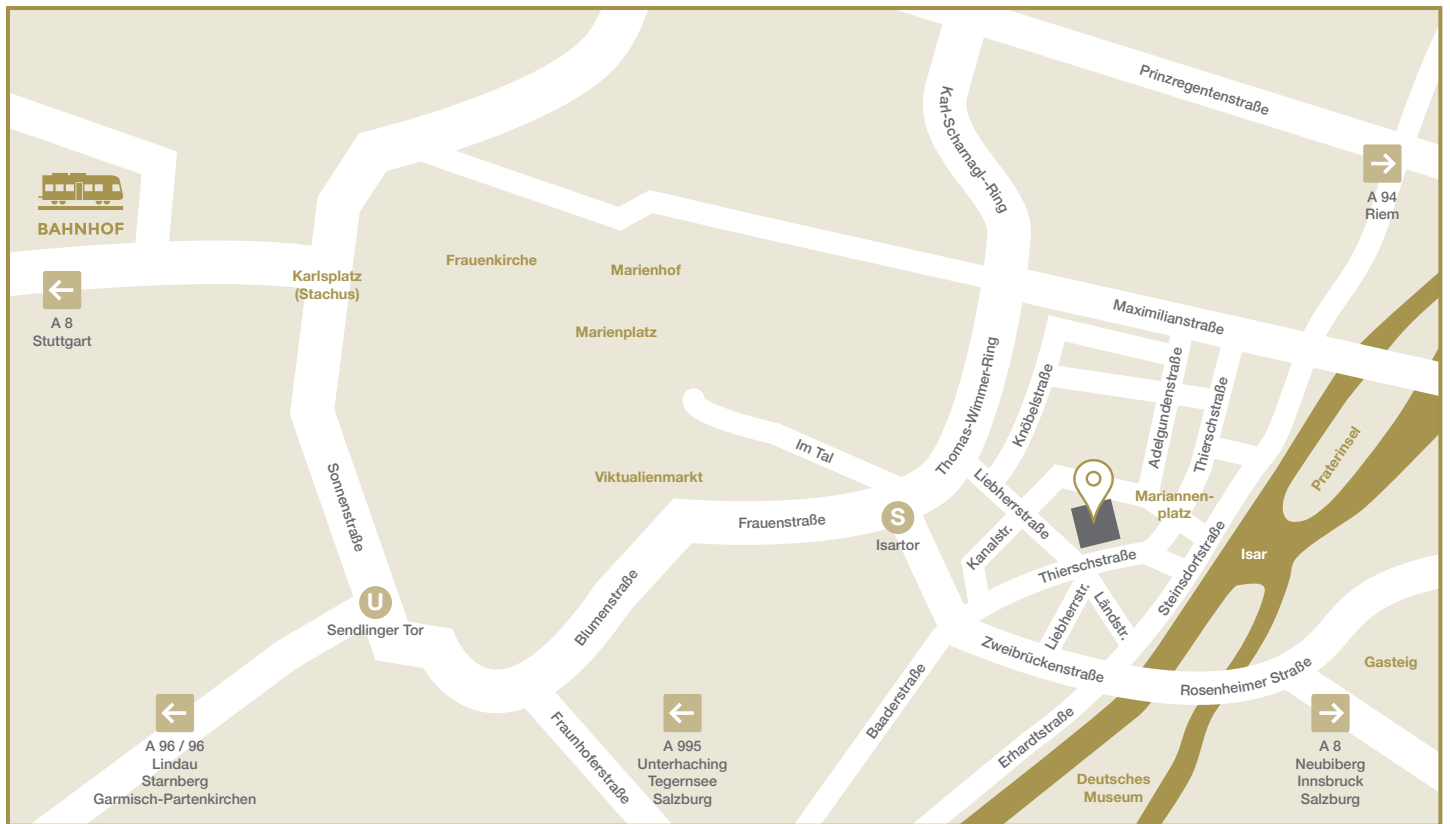 Prinzregentenstraße
Karl-Scharnagl--Ring
A 94
Riem
BAHNHOF
Karlsplatz
(Stachus)
Frauenkirche
Marienhof
A 8
Stuttgart
Marienplatz
Maximilianstraße
Thomas-Wimmer-Ring
Knöbelstraße
Adelgundenstraße
Thierschstraße
Praterinsel
Im Tal
Viktualienmarkt
Sonnenstraße
Liebherrstraße
Mariannen-
platz
Frauenstraße
S
Isartor
Kanalstr.
Thierschstraße
Steinsdorfstraße
Isar
U
Sendlinger Tor
Blumenstraße
Liebherrstr.
Ländstr.
Zweibrückenstraße
Rosenheimer Straße
Gasteig
Baaderstraße
Erhardtstraße
Fraunhoferstraße
A 96 / 96
Lindau
Starnberg
Garmisch-Partenkirchen
A 995
Unterhaching
Tegernsee
Salzburg
Deutsches
Museum
A 8
Neubiberg
Innsbruck
Salzburg